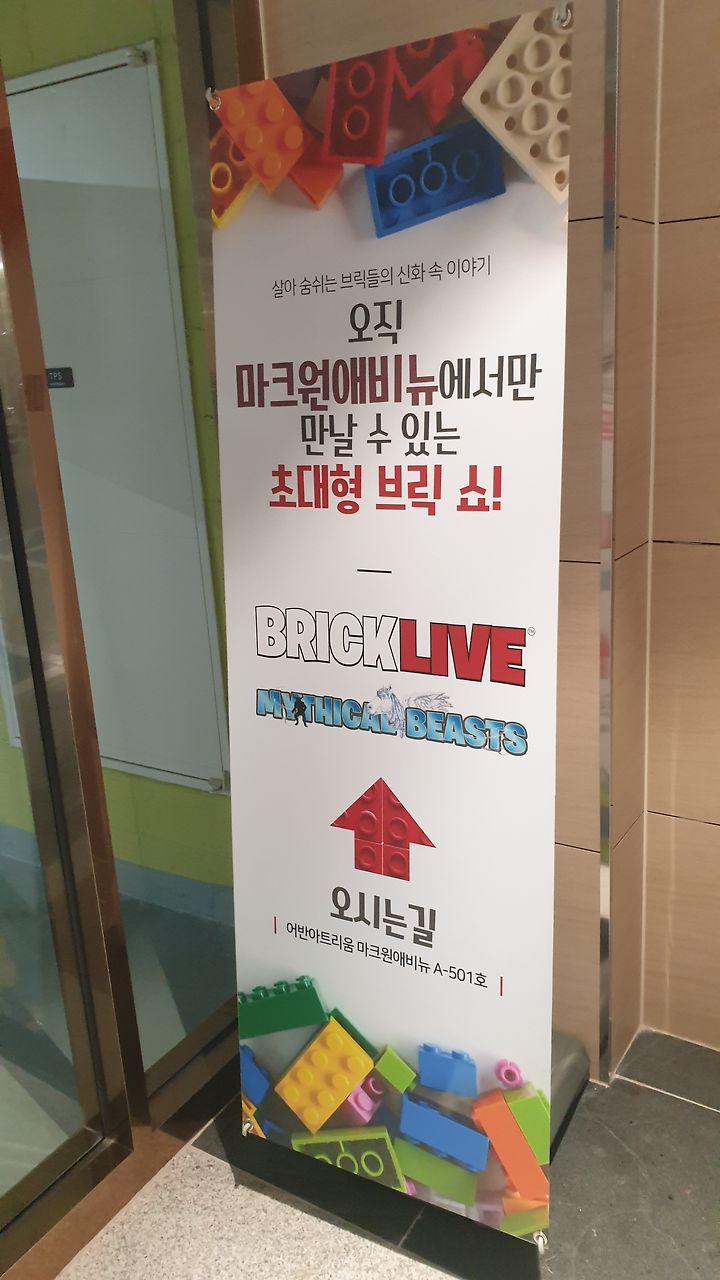 살아 숨쉬는 브릭들의 신화 속 이야기
오직
마크원애비뉴에서만
만날 수 있는
초대형 브릭 쇼!
BRICKLIVE™
MYTHICAL BEASTS
오시는길
어반아트리움 마크원애비뉴 A-501호
TPS